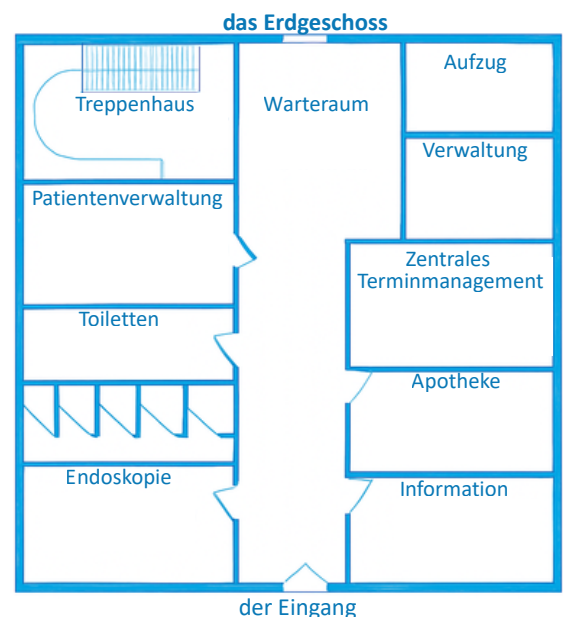 das Erdgeschoss
Aufzug
Treppenhaus
Warteraum
Verwaltung
Patientenverwaltung
Zentrales
Terminmanagement
Toiletten
Apotheke
Endoskopie
Information
der Eingang